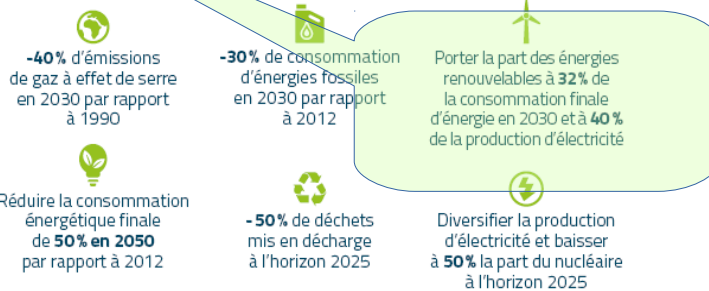 -40% d’émissions
de gaz à effet de serre
en 2030 par rapport
à 1990
-30% de consommation
d’énergies fossiles
en 2030 par rapport
à 2012
Porter la part des énergies
renouvelables à 32% de
la consommation finale
d’énergie en 2030 et à 40%
de la production d’électricité
Réduire la consommation
énergétique finale
de 50% en 2050
par rapport à 2012
-50% de déchets
mis en décharge
à l’horizon 2025
Diversifier la production
d’électricité et baisser
à 50% la part du nucléaire
à l’horizon 2025